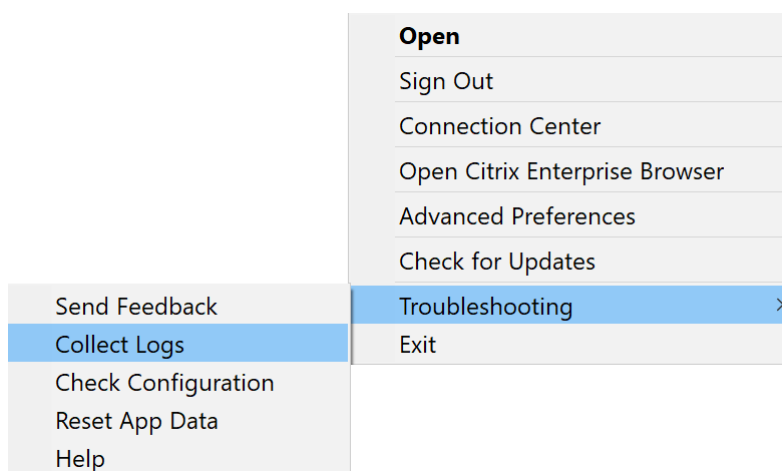 Open
Sign Out
Connection Center
Open Citrix Enterprise Browser
Advanced Preferences
Check for Updates
Troubleshooting
Exit
Send Feedback
Collect Logs
Check Configuration
Reset App Data
Help